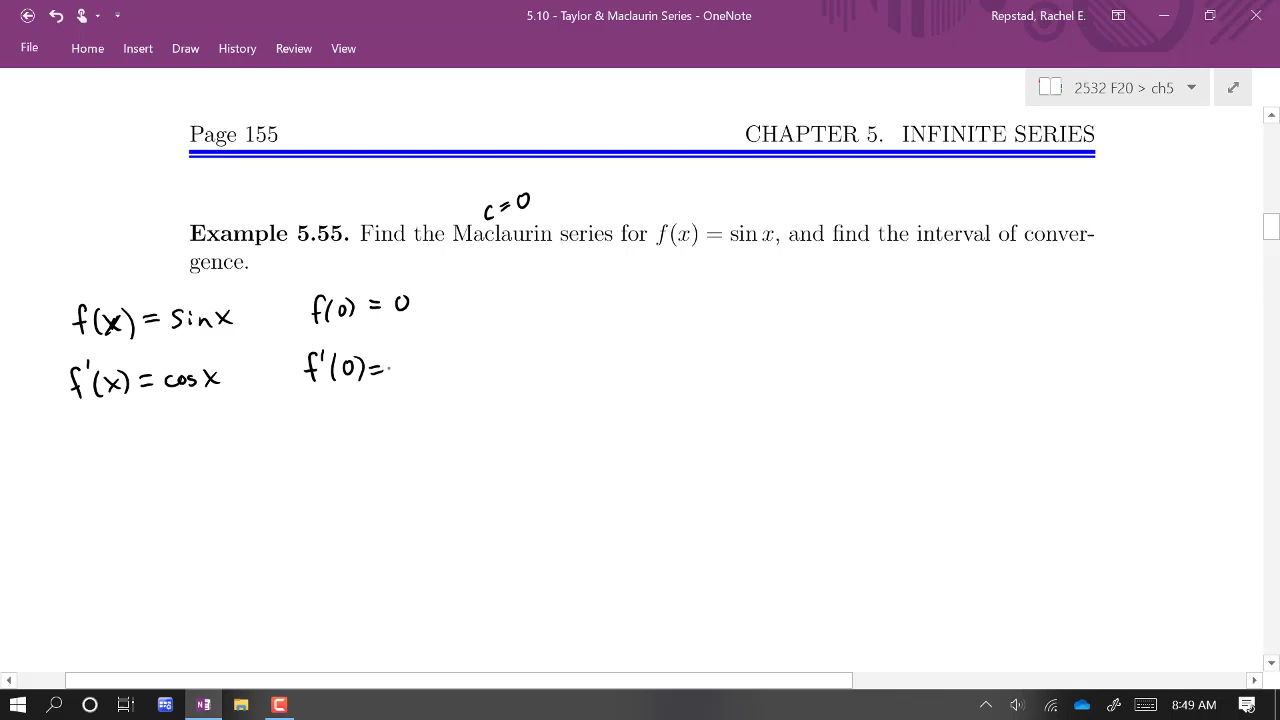 5.10 - Taylor & Maclaurin Series - OneNote
Repstad, Rachel E.
File Home Insert Draw History Review View
2532 F20 > ch5
Page 155 CHAPTER 5. INFINITE SERIES
c = 0
Example 5.55. Find the Maclaurin series for f(x) = sin x, and find the interval of conver-
gence.
f(x) = sinx f(0) = 0
f'(x) = cosx f'(0) =
8:49 AM